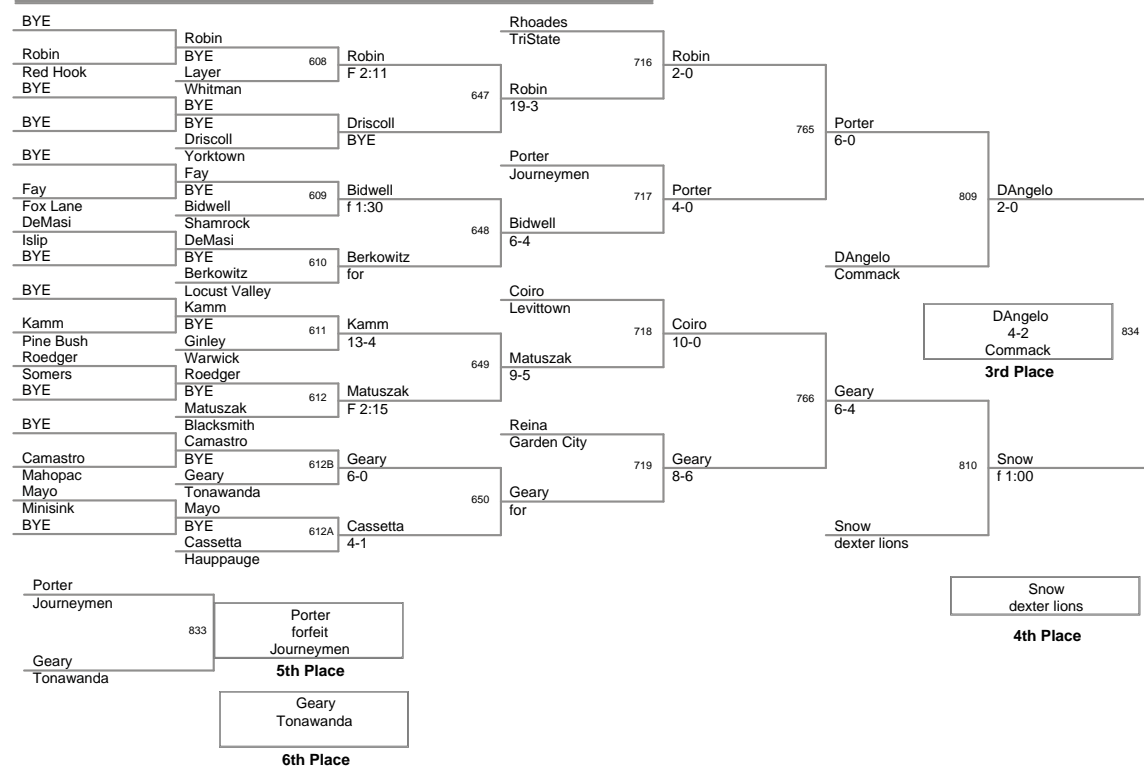 BYE
Robin
Red Hook
BYE
BYE
BYE
Fay
Fox Lane
DeMasi
Islip
BYE
BYE
Kamm
Pine Bush
Roedger
Somers
BYE
BYE
Camastro
Mahopac
Mayo
Minisink
BYE
Robin
BYE
Layer
Whitman
BYE
BYE
Driscoll
Yorktown
Fay
BYE
Bidwell
Shamrock
DeMasi
BYE
Berkowitz
Locust Valley
Kamm
BYE
Ginley
Warwick
Roedger
BYE
Matuszak
Blacksmith
Camastro
BYE
Geary
Tonawanda
Mayo
BYE
Cassetta
Hauppauge
608
609
610
611
612
612B
612A
Robin
F 2:11
Driscoll
BYE
Bidwell
f 1:30
Berkowitz
for
Kamm
13-4
Matuszak
F 2:15
Geary
6-0
Cassetta
4-1
647
648
649
650
Rhoades
TriState
Robin
19-3
Porter
Journeymen
Bidwell
6-4
Coiro
Levittown
Matuszak
9-5
Reina
Garden City
Geary
for
716
717
718
719
Robin
2-0
Porter
4-0
Coiro
10-0
Geary
8-6
765
766
Porter
6-0
DAngelo
Commack
Geary
6-4
Snow
dexter lions
809
810
DAngelo
2-0
Snow
f 1:00
DAngelo
4-2
Commack
834
3rd Place
Snow
dexter lions
4th Place
Porter
Journeymen
Geary
Tonawanda
833
Porter
forfeit
Journeymen
5th Place
Geary
Tonawanda
6th Place